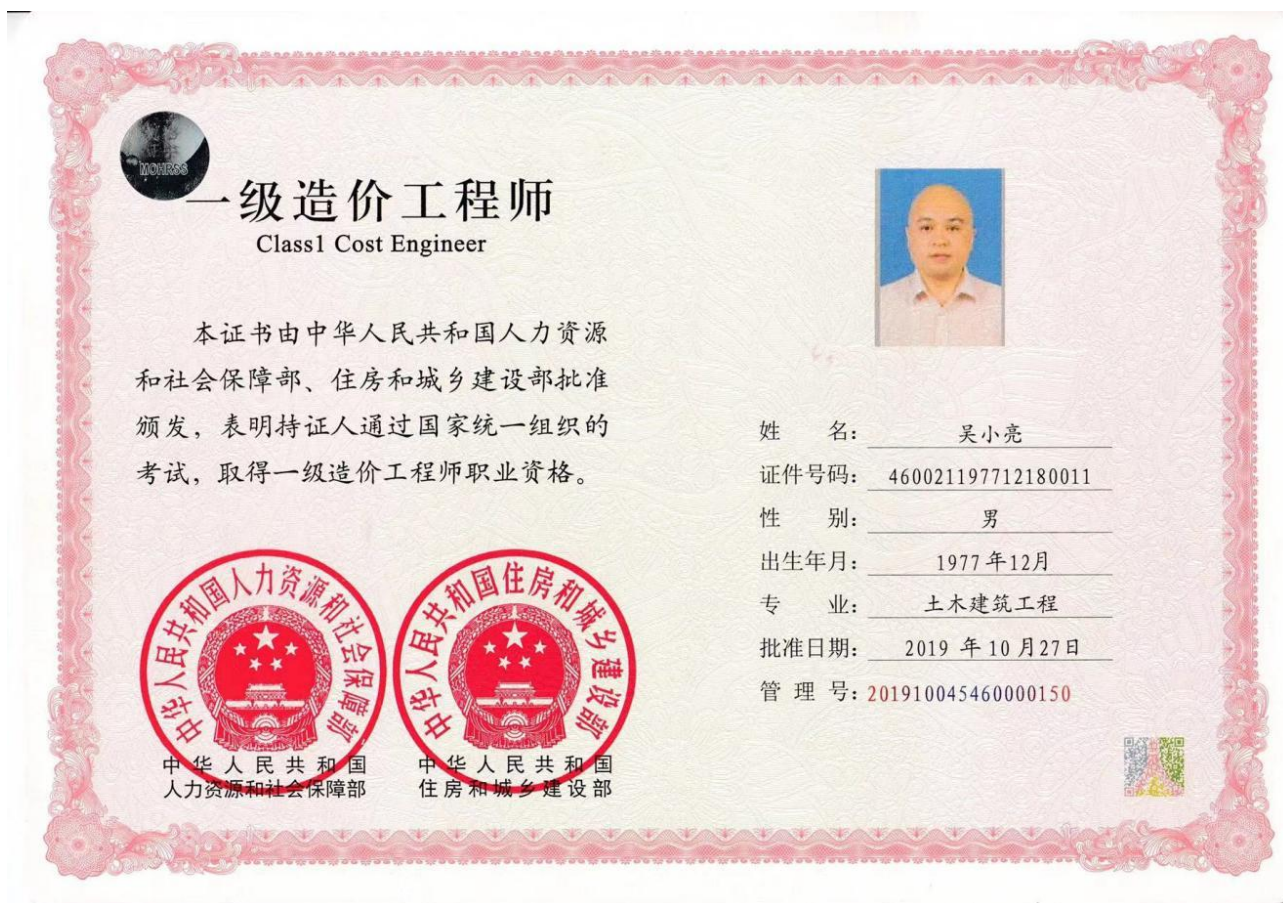 MOHRSS
一级造价工程师
Class1 Cost Engineer
本证书由中华人民共和国人力资源
和社会保障部、住房和城乡建设部批准
颁发，表明持证人通过国家统一组织的
考试，取得一级造价工程师职业资格。
中华人民共和国人力资源和社会保障部
中华人民共和国住房和城乡建设部
中华人民共和国
人力资源和社会保障部
中华人民共和国
住房和城乡建设部
姓 名：吴小亮
证件号码：460021197712180011
性 别：男
出生年月：1977年12月
专 业：土木建筑工程
批准日期：2019 年 10 月27日
管 理 号：201910045460000150